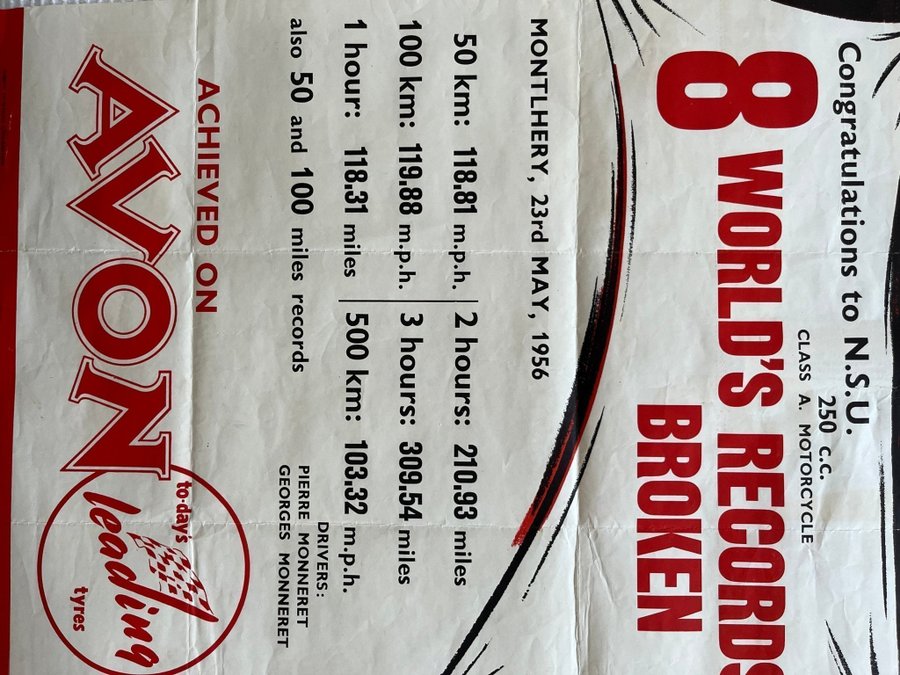 Congratulations to N.S.U.
250 c.c.
CLASS A. MOTORCYCLE
8 WORLD'S RECORDS
BROKEN
MONTLHERY, 23rd MAY, 1956
50 km: 118.81 m.p.h.
100 km: 119.88 m.p.h.
1 hour: 118.31 miles
2 hours: 210.93 miles
3 hours: 309.54 miles
500 km: 103.32 m.p.h.
also 50 and 100 miles records
DRIVERS:
PIERRE MONNERET
GEORGES MONNERET
ACHIEVED ON
AVON
to-day's
leading
tyres